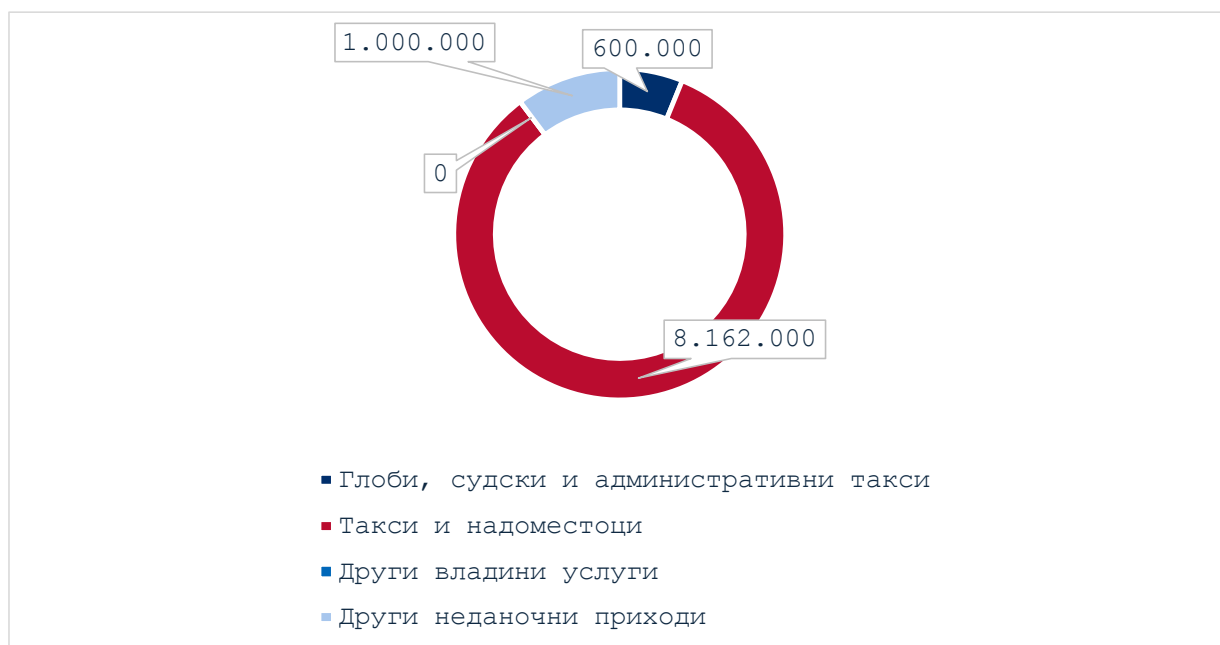 1.000.000
600.000
0
8.162.000
Глоби, судски и административни такси
Такси и надоместоци
Други владини услуги
Други неданочни приходи